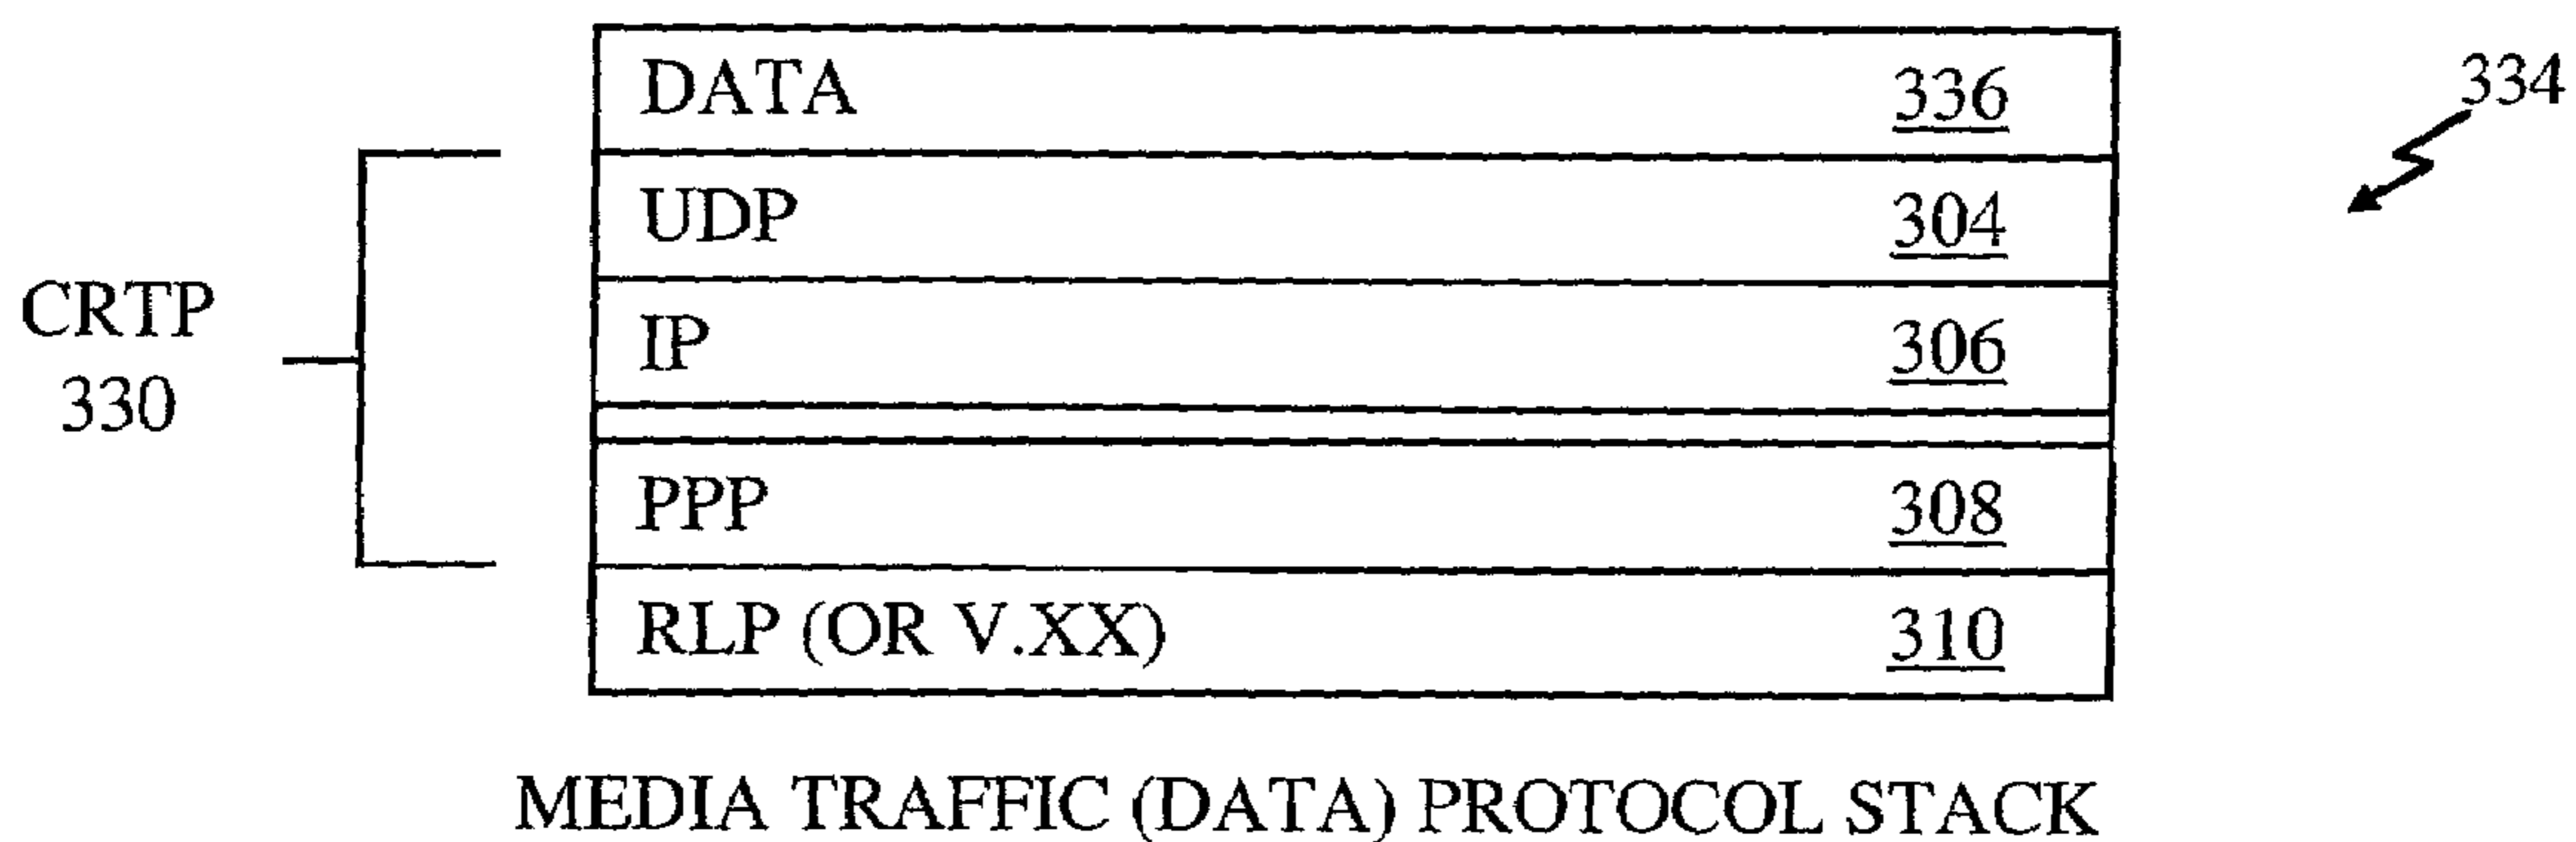 DATA 336
334
UDP 304
CRTP
330
IP 306
PPP 308
RLP (OR V.XX) 310
MEDIA TRAFFIC (DATA) PROTOCOL STACK